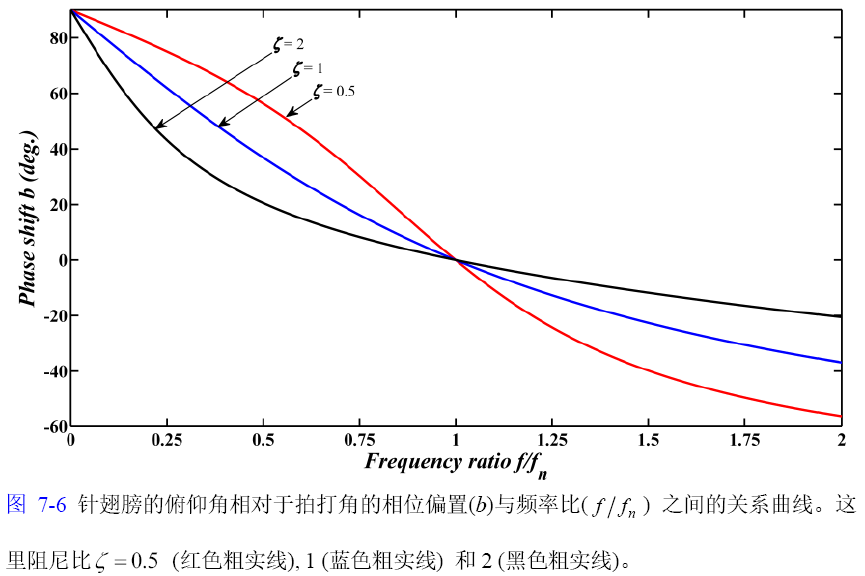 80
60
40
20
0
-20
-40
-60
Phase shift b (deg.)
ζ = 2
ζ = 1
ζ = 0.5
0 0.25 0.5 0.75 1 1.25 1.5 1.75 2
Frequency ratio f/fn
图 7-6 针翅膀的俯仰角相对于拍打角的相位偏置(b)与频率比( f/fn ) 之间的关系曲线。这
里阻尼比ζ = 0.5 (红色粗实线), 1 (蓝色粗实线) 和 2 (黑色粗实线)。